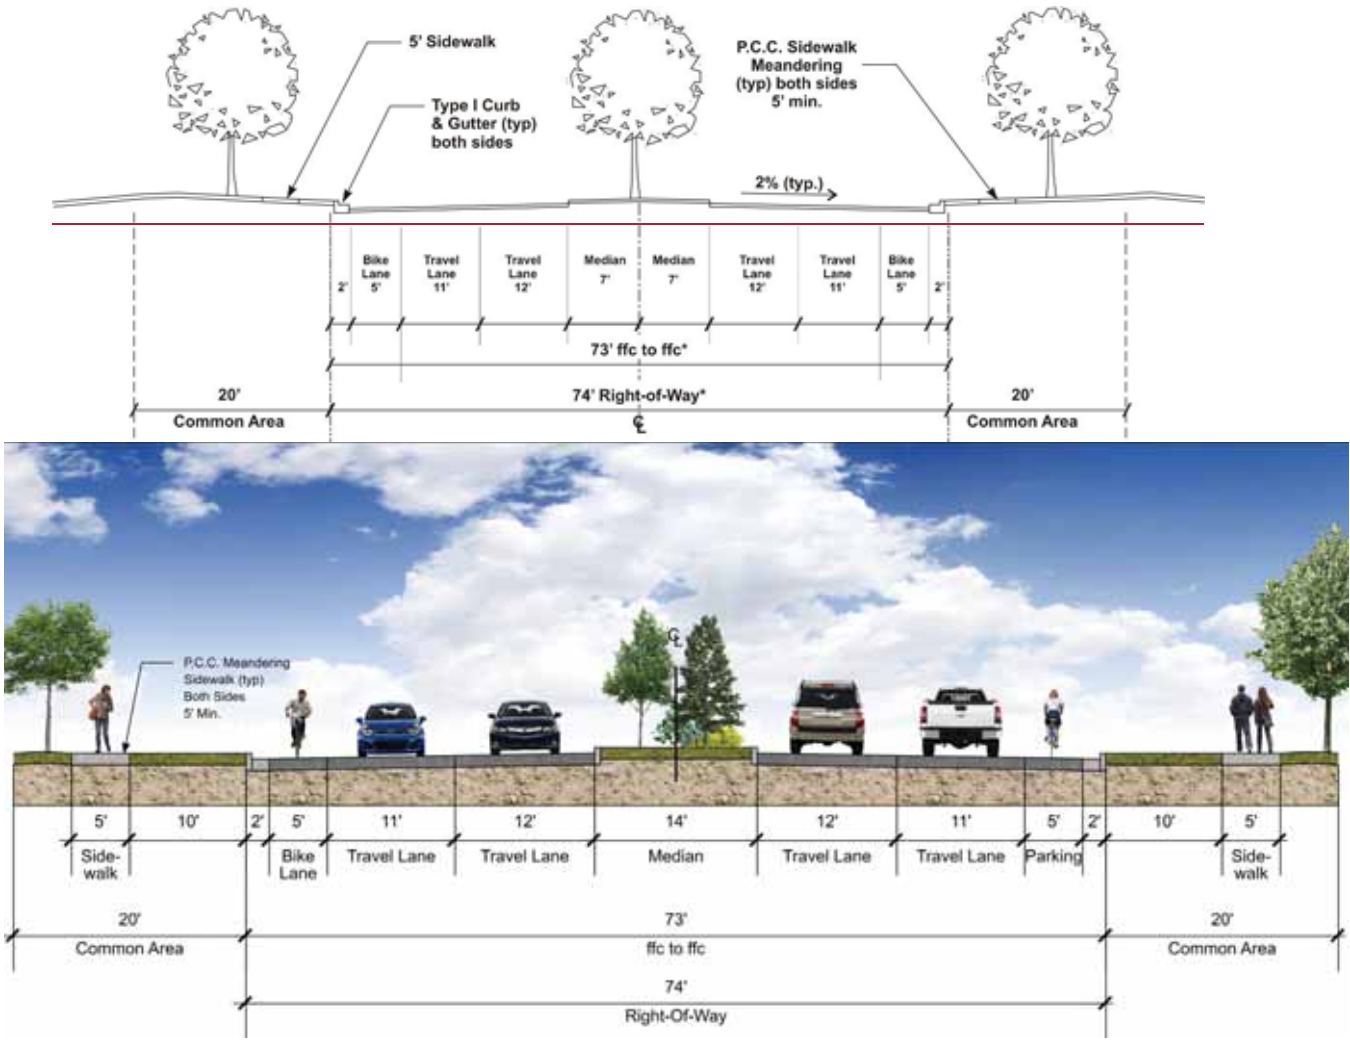 5' Sidewalk
P.C.C. Sidewalk
Meandering
(typ) both sides
5' min.
Type I Curb
& Gutter (typ)
both sides
2% (typ.)
2'
Bike
Lane
5'
Travel
Lane
11'
Travel
Lane
12'
Median
7'
Median
7'
Travel
Lane
12'
Travel
Lane
11'
Bike
Lane
5'
2'
73' ffc to ffc*
20'
74' Right-of-Way*
20'
Common Area
℄
Common Area
℄
P.C.C. Meandering
Sidewalk (typ)
Both Sides
5' Min.
5' 10' 2' 5' 11' 12' 14' 12' 11' 5' 2' 10' 5'
Side-
walk
Bike
Lane
Travel Lane
Travel Lane
Median
Travel Lane
Travel Lane
Parking
Side-
walk
20'
73'
20'
Common Area
ffc to ffc
Common Area
74'
Right-Of-Way